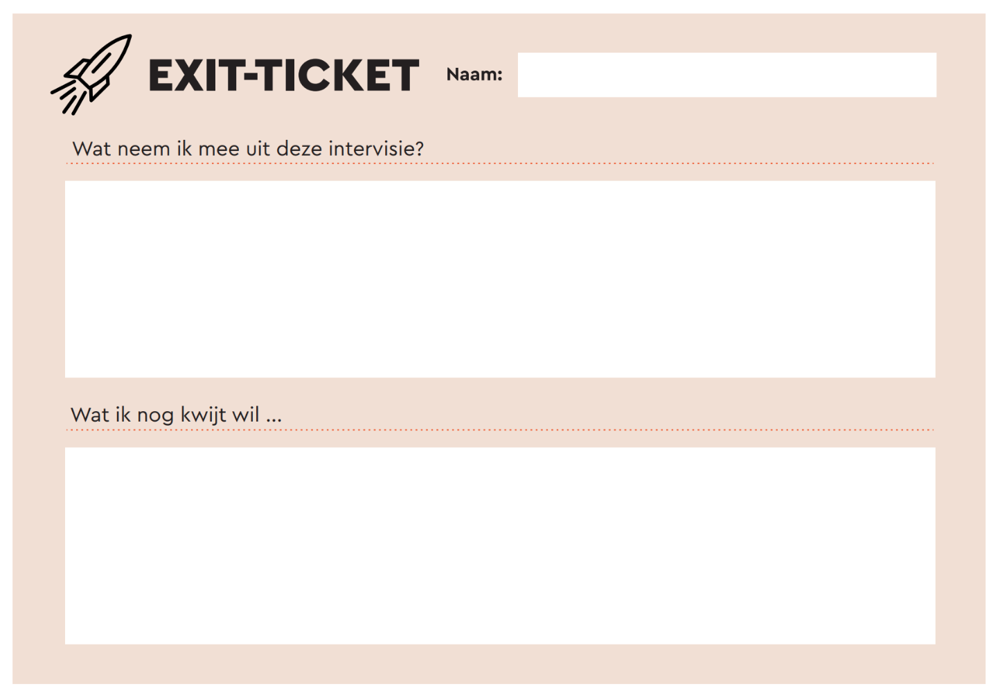 EXIT-TICKET
Naam:
Wat neem ik mee uit deze intervisie?
Wat ik nog kwijt wil ...